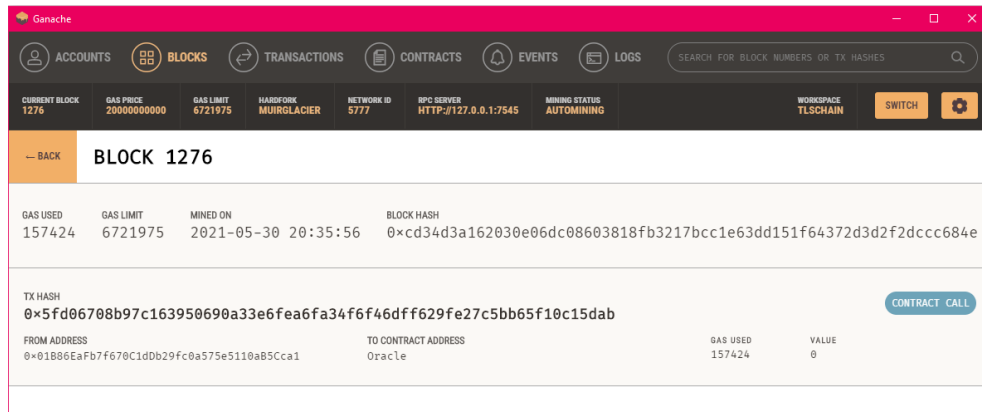 Ganache
ACCOUNTS BLOCKS TRANSACTIONS CONTRACTS EVENTS LOGS SEARCH FOR BLOCK NUMBERS OR TX HASHES
CURRENT BLOCK GAS PRICE GAS LIMIT HARDFORK NETWORK ID RPC SERVER MINING STATUS WORKSPACE
1276 20000000000 6721975 MUIRGLACIER 5777 HTTP://127.0.0.1:7545 AUTOMINING TLSCHAIN SWITCH
← BACK BLOCK 1276
GAS USED GAS LIMIT MINED ON BLOCK HASH
157424 6721975 2021-05-30 20:35:56 0×cd34d3a162030e06dc08603818fb3217bcc1e63dd151f64372d3d2f2dccc684e
TX HASH
0×5fd06708b97c163950690a33e6fea6fa34f6f46dff629fe27c5bb65f10c15dab CONTRACT CALL
FROM ADDRESS TO CONTRACT ADDRESS GAS USED VALUE
0×01B86EaFb7f670C1dDb29fc0a575e5110aB5Cca1 Oracle 157424 0